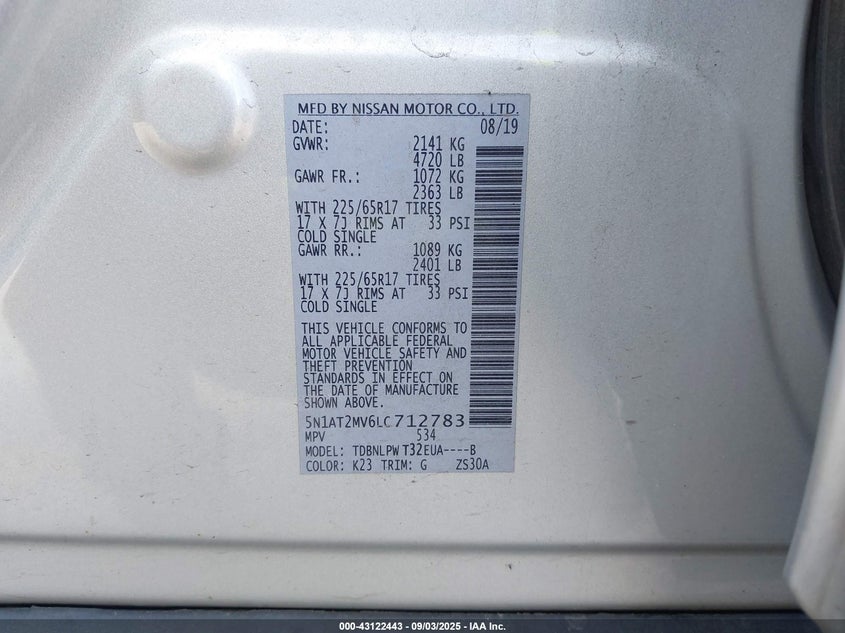 MFD BY NISSAN MOTOR CO., LTD.
DATE: 08/19
GVWR: 2141 KG
4720 LB
GAWR FR.: 1072 KG
2363 LB
WITH 225/65R17 TIRES
17 X 7J RIMS AT 33 PSI
COLD SINGLE
GAWR RR.: 1089 KG
2401 LB
WITH 225/65R17 TIRES
17 X 7J RIMS AT 33 PSI
COLD SINGLE
THIS VEHICLE CONFORMS TO
ALL APPLICABLE FEDERAL
MOTOR VEHICLE SAFETY AND
THEFT PREVENTION
STANDARDS IN EFFECT ON
THE DATE OF MANUFACTURE
SHOWN ABOVE.
5N1AT2MV6LC712783
MPV 534
MODEL: TDBNLPW T32EUA----B
COLOR: K23 TRIM: G ZS30A
000-43122443 - 09/03/2025 - IAA Inc.